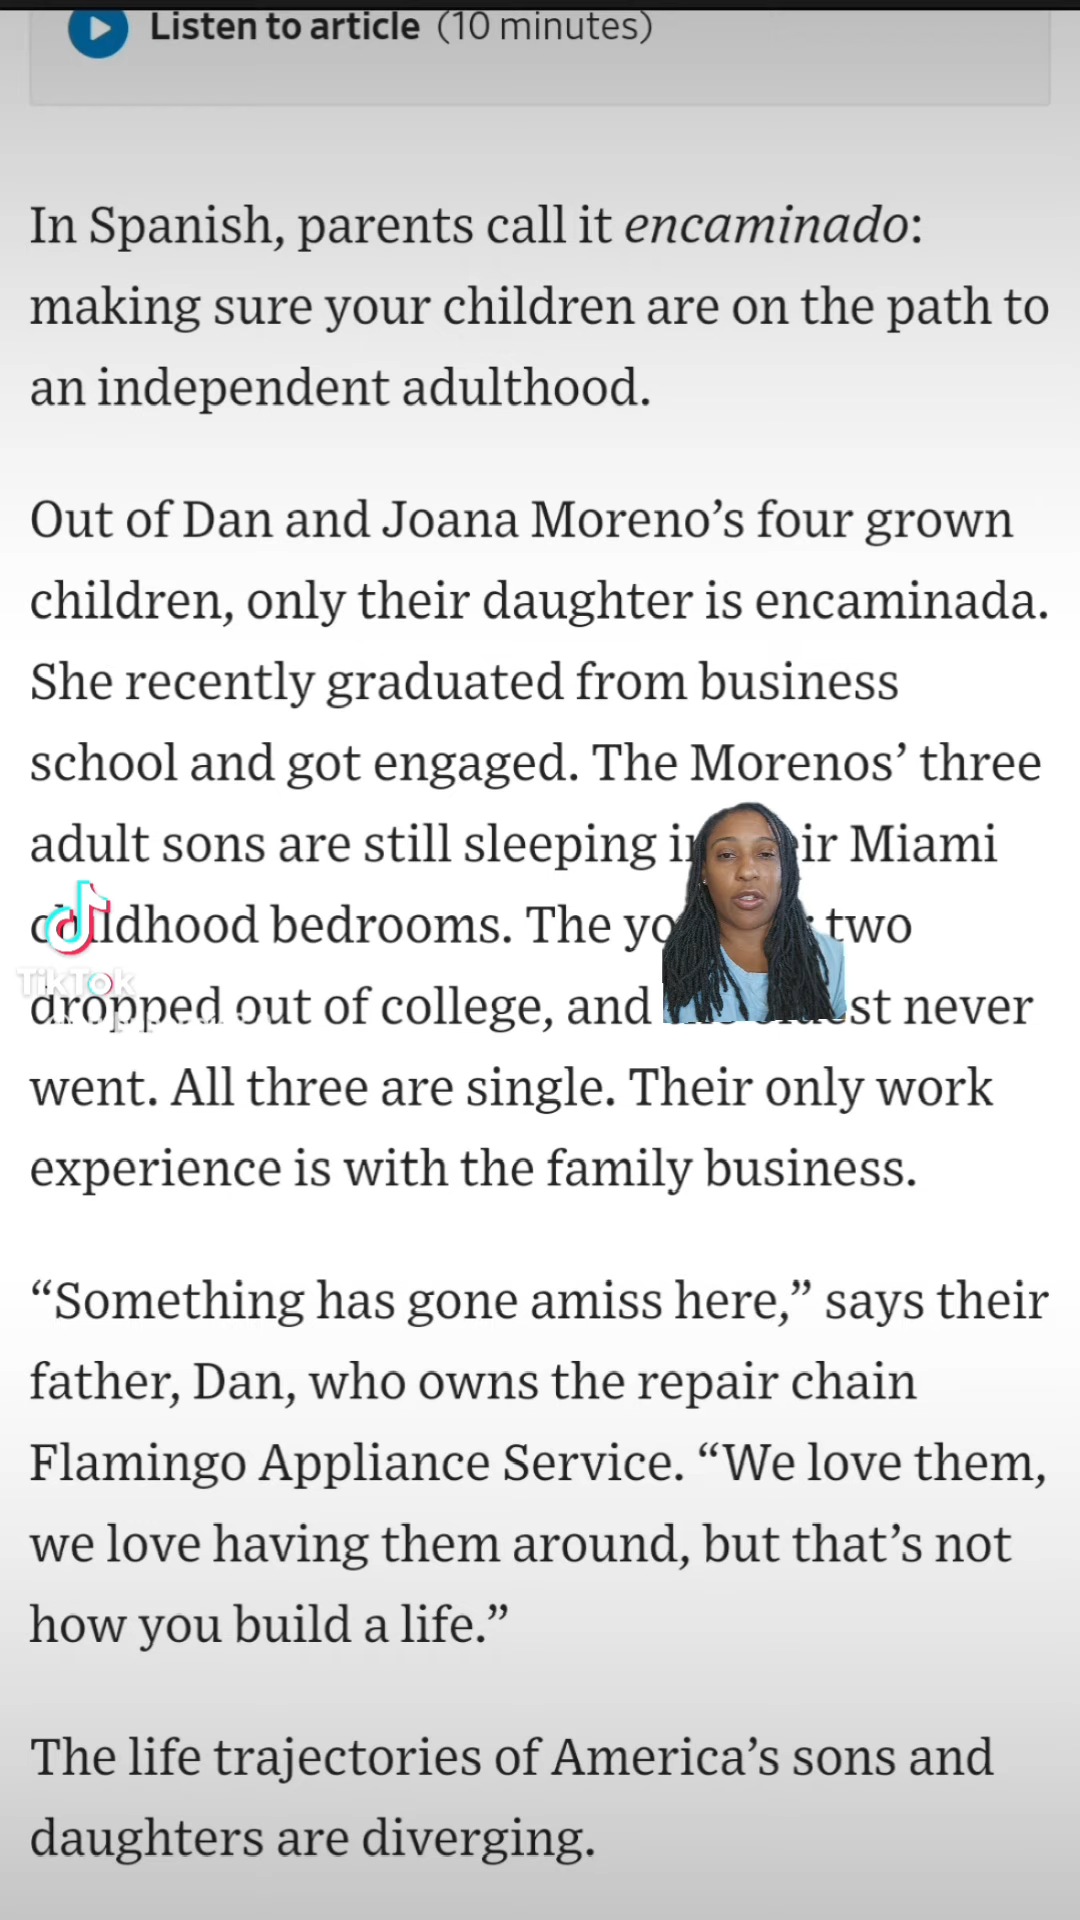 Listen to article (10 minutes)
In Spanish, parents call it encaminado:
making sure your children are on the path to
an independent adulthood.
Out of Dan and Joana Moreno’s four grown
children, only their daughter is encaminada.
She recently graduated from business
school and got engaged. The Morenos’ three
adult sons are still sleeping in their Miami
childhood bedrooms. The two
dropped out of college, and never
went. All three are single. Their only work
experience is with the family business.
“Something has gone amiss here,” says their
father, Dan, who owns the repair chain
Flamingo Appliance Service. “We love them,
we love having them around, but that’s not
how you build a life.”
The life trajectories of America’s sons and
daughters are diverging.
TikTok